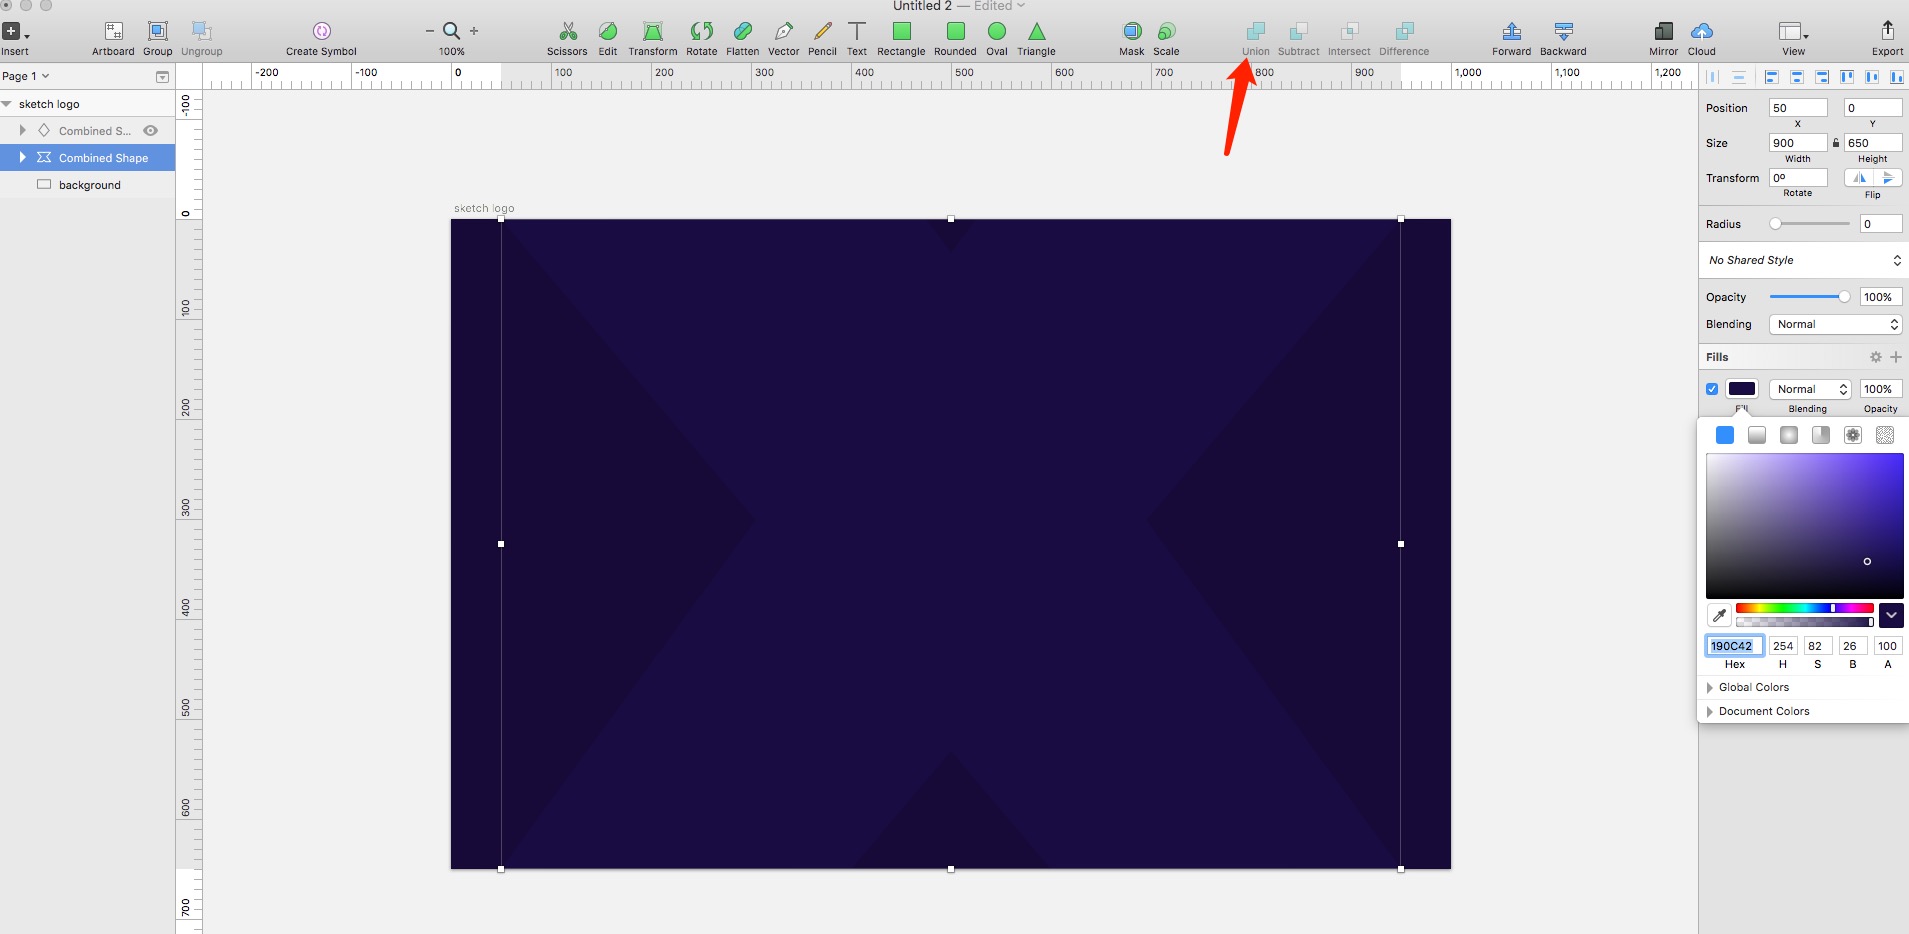 Untitled 2 — Edited
Insert
Artboard Group Ungroup
Create Symbol
100%
Scissors Edit Transform Rotate Flatten Vector Pencil Text Rectangle Rounded Oval Triangle
Mask Scale
Union Subtract Intersect Difference
Forward Backward
Mirror Cloud
View
Export
Page 1
-200 -100 0 100 200 300 400 500 600 700 800 900 1,000 1,100 1,200
-100
0
100
200
300
400
500
600
700
sketch logo
Combined S...
Combined Shape
background
sketch logo
Position 50 0
X Y
Size 900 650
Width Height
Transform 0º
Rotate Flip
Radius 0
No Shared Style
Opacity 100%
Blending Normal
Fills
Normal 100%
Fill Blending Opacity
190C42 254 82 26 100
Hex H S B A
Global Colors
Document Colors